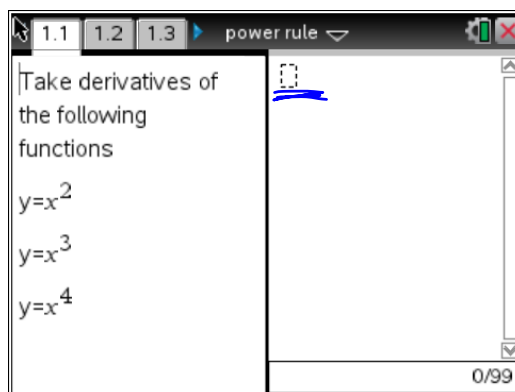 1.1 1.2 1.3 power rule
Take derivatives of
the following
functions
y=x²
y=x³
y=x⁴
0/99